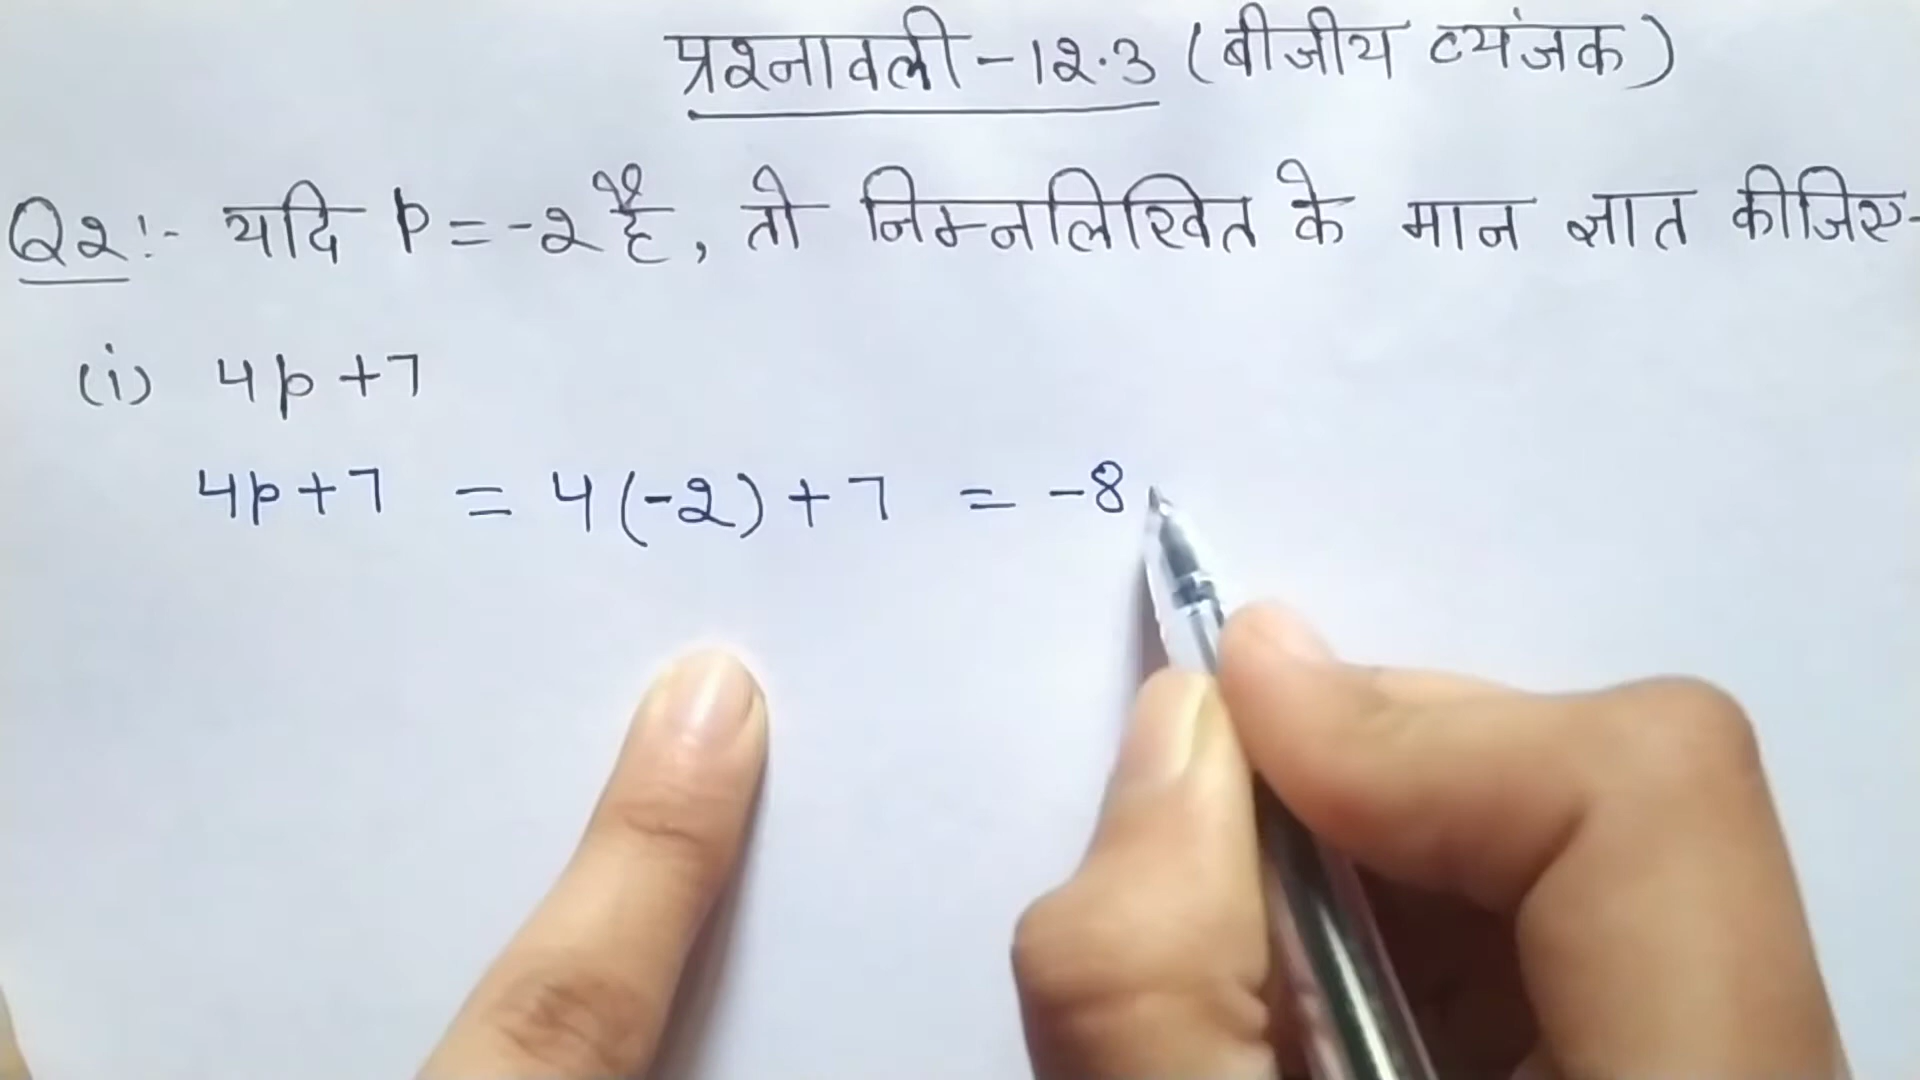 प्रश्नावली-12.3 (बीजीय व्यंजक)
Q2:- यदि p = -2 है, तो निम्नलिखित के मान ज्ञात कीजिए-
(i) 4p + 7
4p + 7 = 4(-2) + 7 = -8